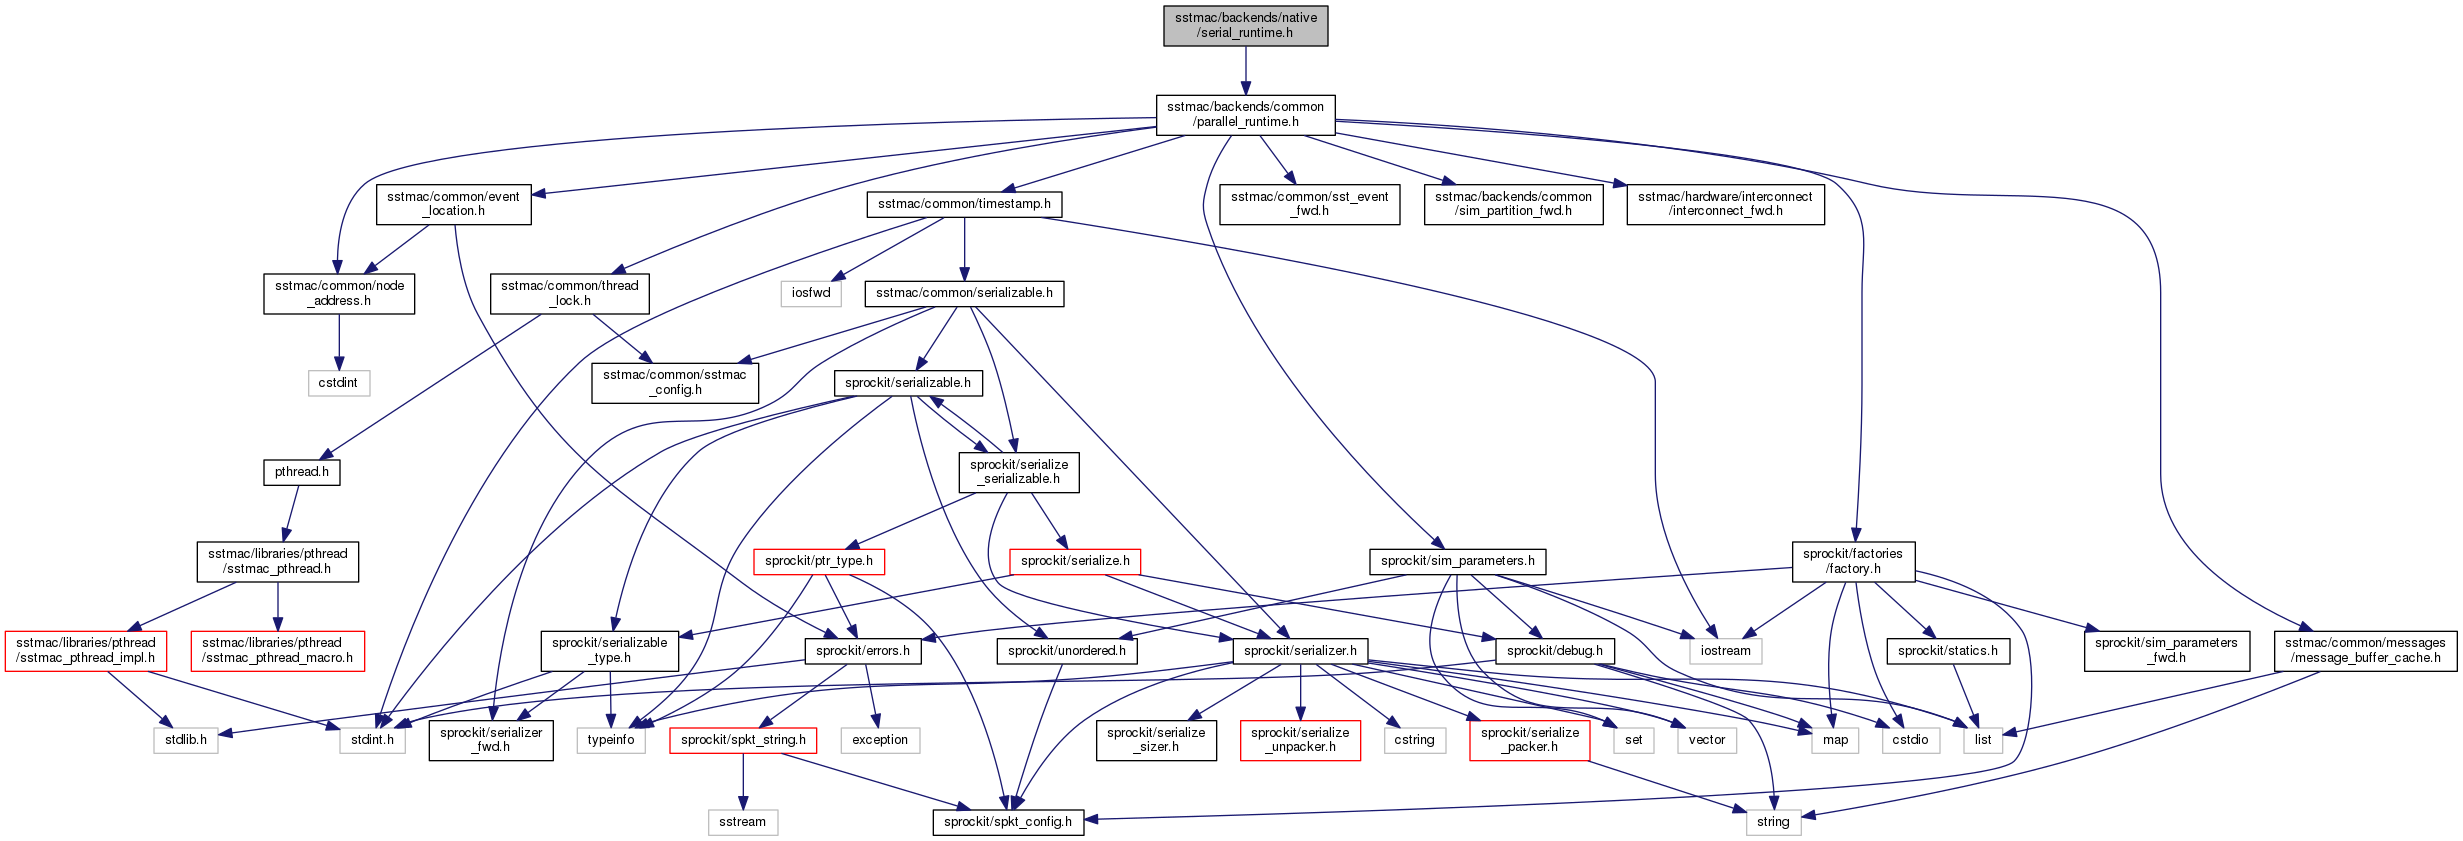 sstmac/backends/native
/serial_runtime.h
sstmac/backends/common
/parallel_runtime.h
sstmac/common/event
_location.h
sstmac/common/timestamp.h
sstmac/common/sst_event
_fwd.h
sstmac/backends/common
/sim_partition_fwd.h
sstmac/hardware/interconnect
/interconnect_fwd.h
sstmac/common/node
_address.h
sstmac/common/thread
_lock.h
iosfwd
sstmac/common/serializable.h
cstdint
sstmac/common/sstmac
_config.h
sprockit/serializable.h
pthread.h
sprockit/serialize
_serializable.h
sstmac/libraries/pthread
/sstmac_pthread.h
sprockit/ptr_type.h
sprockit/serialize.h
sprockit/sim_parameters.h
sprockit/factories
/factory.h
sstmac/libraries/pthread
/sstmac_pthread_impl.h
sstmac/libraries/pthread
/sstmac_pthread_macro.h
sprockit/serializable
_type.h
sprockit/errors.h
sprockit/unordered.h
sprockit/serializer.h
sprockit/debug.h
iostream
sprockit/statics.h
sprockit/sim_parameters
_fwd.h
sstmac/common/messages
/message_buffer_cache.h
stdlib.h
stdint.h
sprockit/serializer
_fwd.h
typeinfo
sprockit/spkt_string.h
exception
sprockit/serialize
_sizer.h
sprockit/serialize
_unpacker.h
cstring
sprockit/serialize
_packer.h
set
vector
map
cstdio
list
sstream
sprockit/spkt_config.h
string